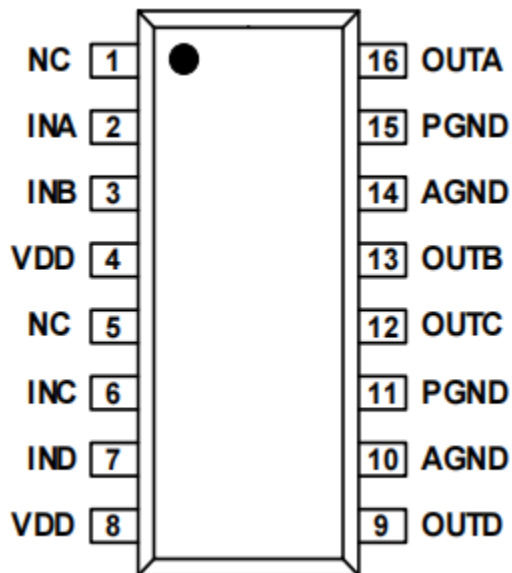 NC 1 16 OUTA
INA 2 15 PGND
INB 3 14 AGND
VDD 4 13 OUTB
NC 5 12 OUTC
INC 6 11 PGND
IND 7 10 AGND
VDD 8 9 OUTD